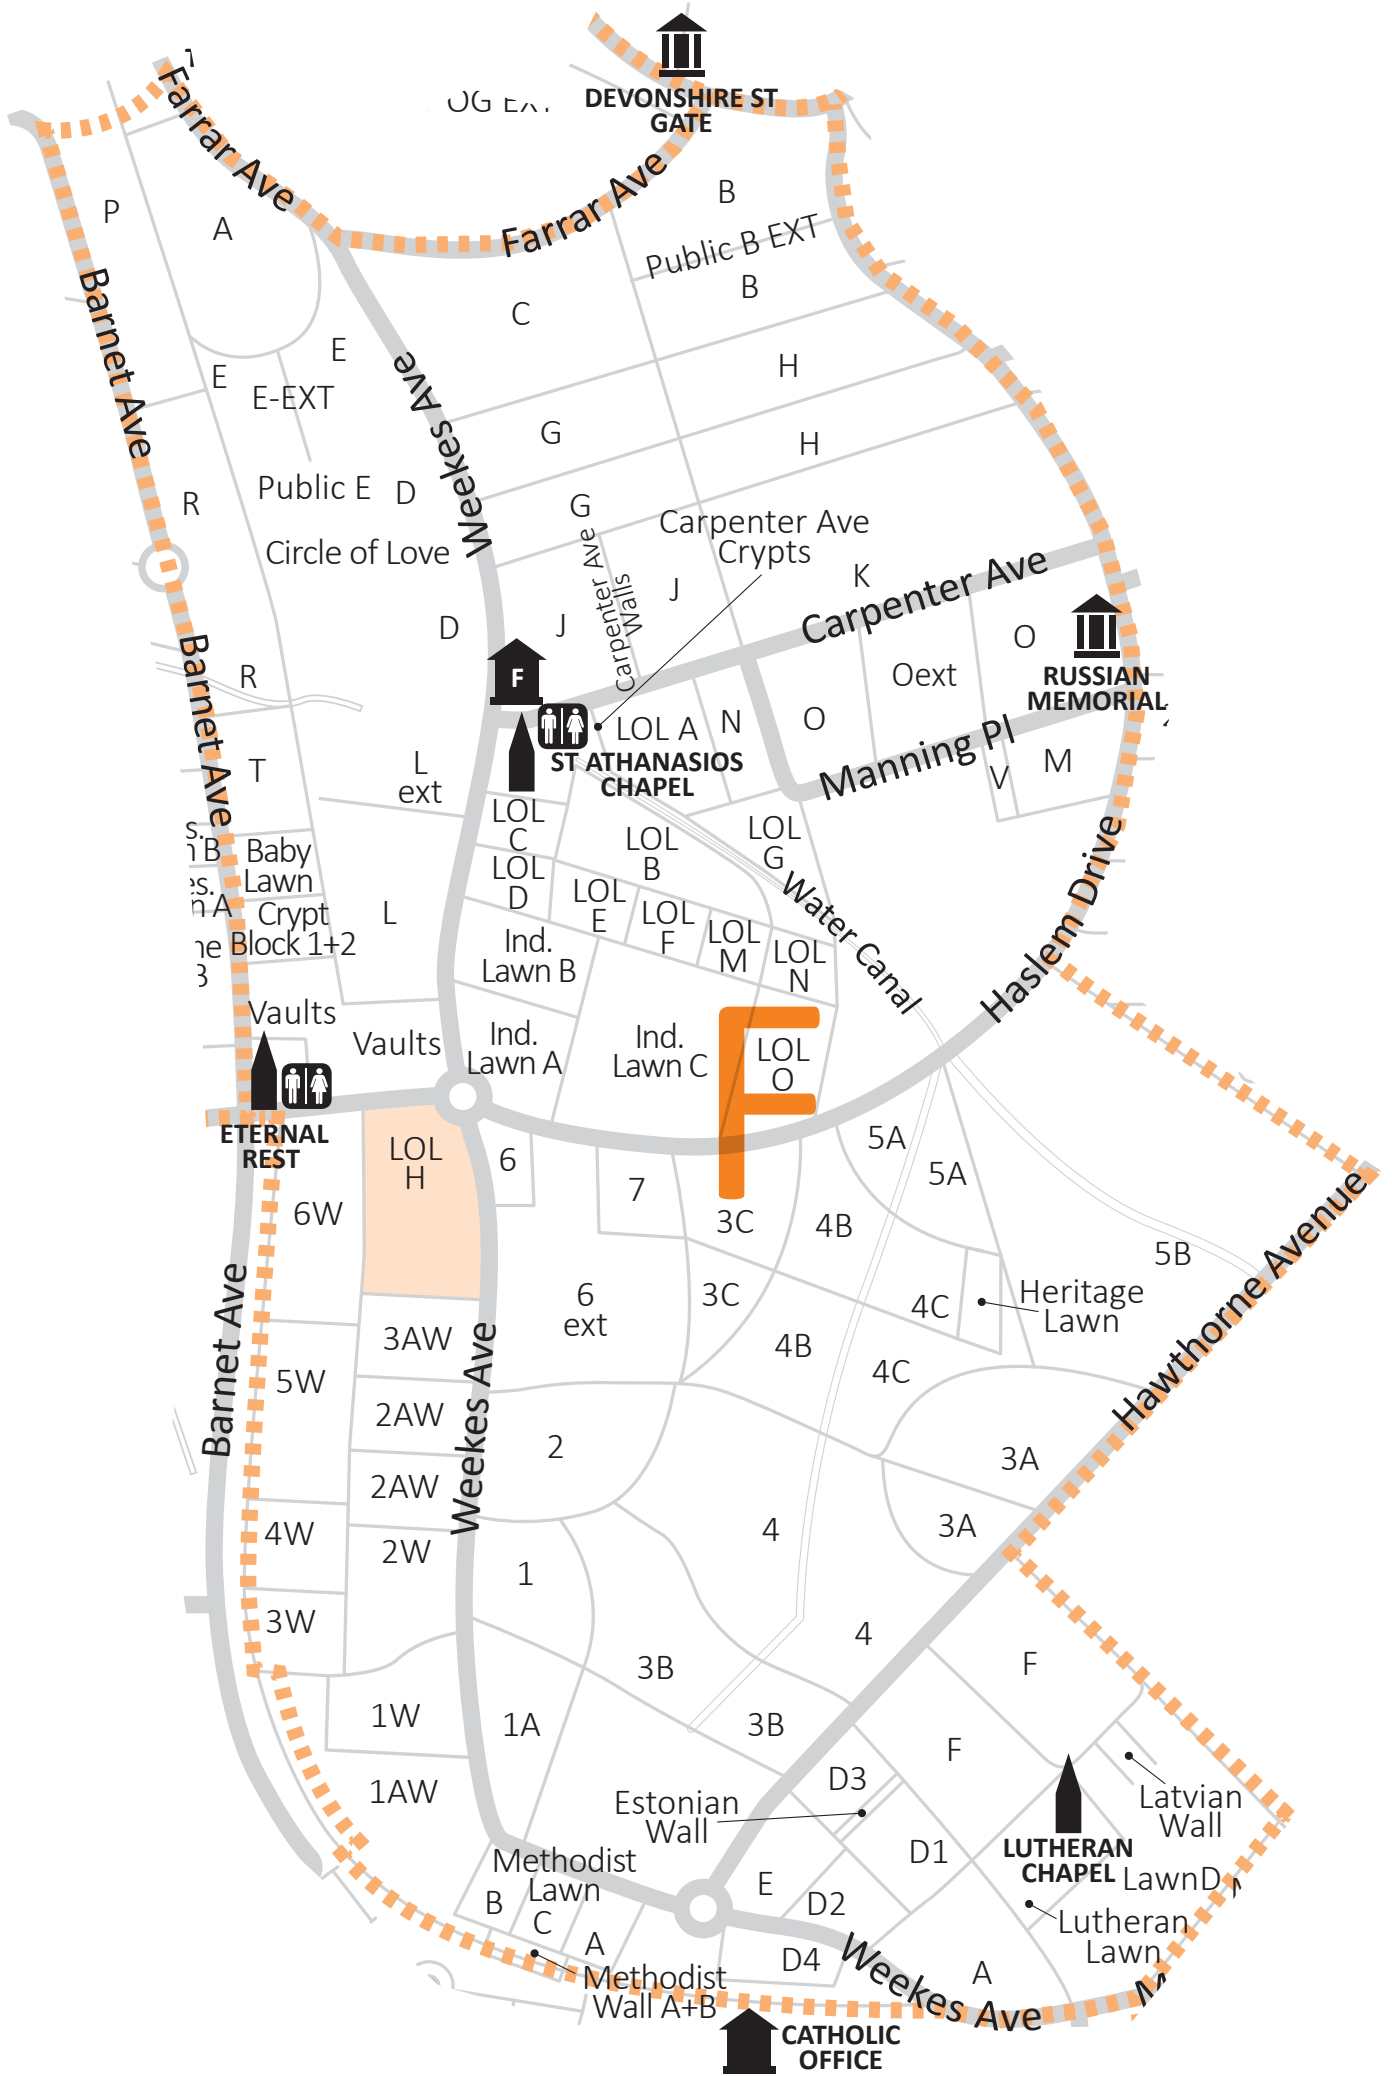 DEVONSHIRE ST
GATE
Farrar Ave
Farrar Ave
B
P
A
Public B EXT
B
C
Barnet Ave
E
E
E-EXT
Weekes Ave
H
G
H
Public E
D
R
G
Carpenter Ave
Crypts
Circle of Love
Carpenter Ave
Walls
J
K
Carpenter Ave
D
J
O
F
Oext
RUSSIAN
MEMORIAL
R
Barnet Ave
LOL A
N
O
Manning Pl
V
M
ST ATHANASIOS
CHAPEL
T
L
ext
LOL
C
LOL
B
LOL
G
Baby
Lawn
LOL
D
LOL
E
LOL
F
LOL
M
LOL
N
Water Canal
Haslem Drive
Crypt
Block 1+2
L
Ind.
Lawn B
Vaults
Vaults
Ind.
Lawn A
Ind.
Lawn C
F
LOL
O
ETERNAL
REST
LOL
H
6
5A
5A
7
6W
3C
4B
5B
Hawthorne Avenue
Barnet Ave
6
ext
3C
4C
Heritage
Lawn
3AW
4B
4C
5W
Weekes Ave
2AW
2
3A
2AW
4
3A
4W
2W
1
3W
4
3B
F
1W
1A
3B
F
1AW
D3
Estonian
Wall
Latvian
Wall
D1
LUTHERAN
CHAPEL
LawnD
Methodist
Lawn
B
C
A
E
D2
Lutheran
Lawn
D4
Weekes Ave
A
Methodist
Wall A+B
CATHOLIC
OFFICE